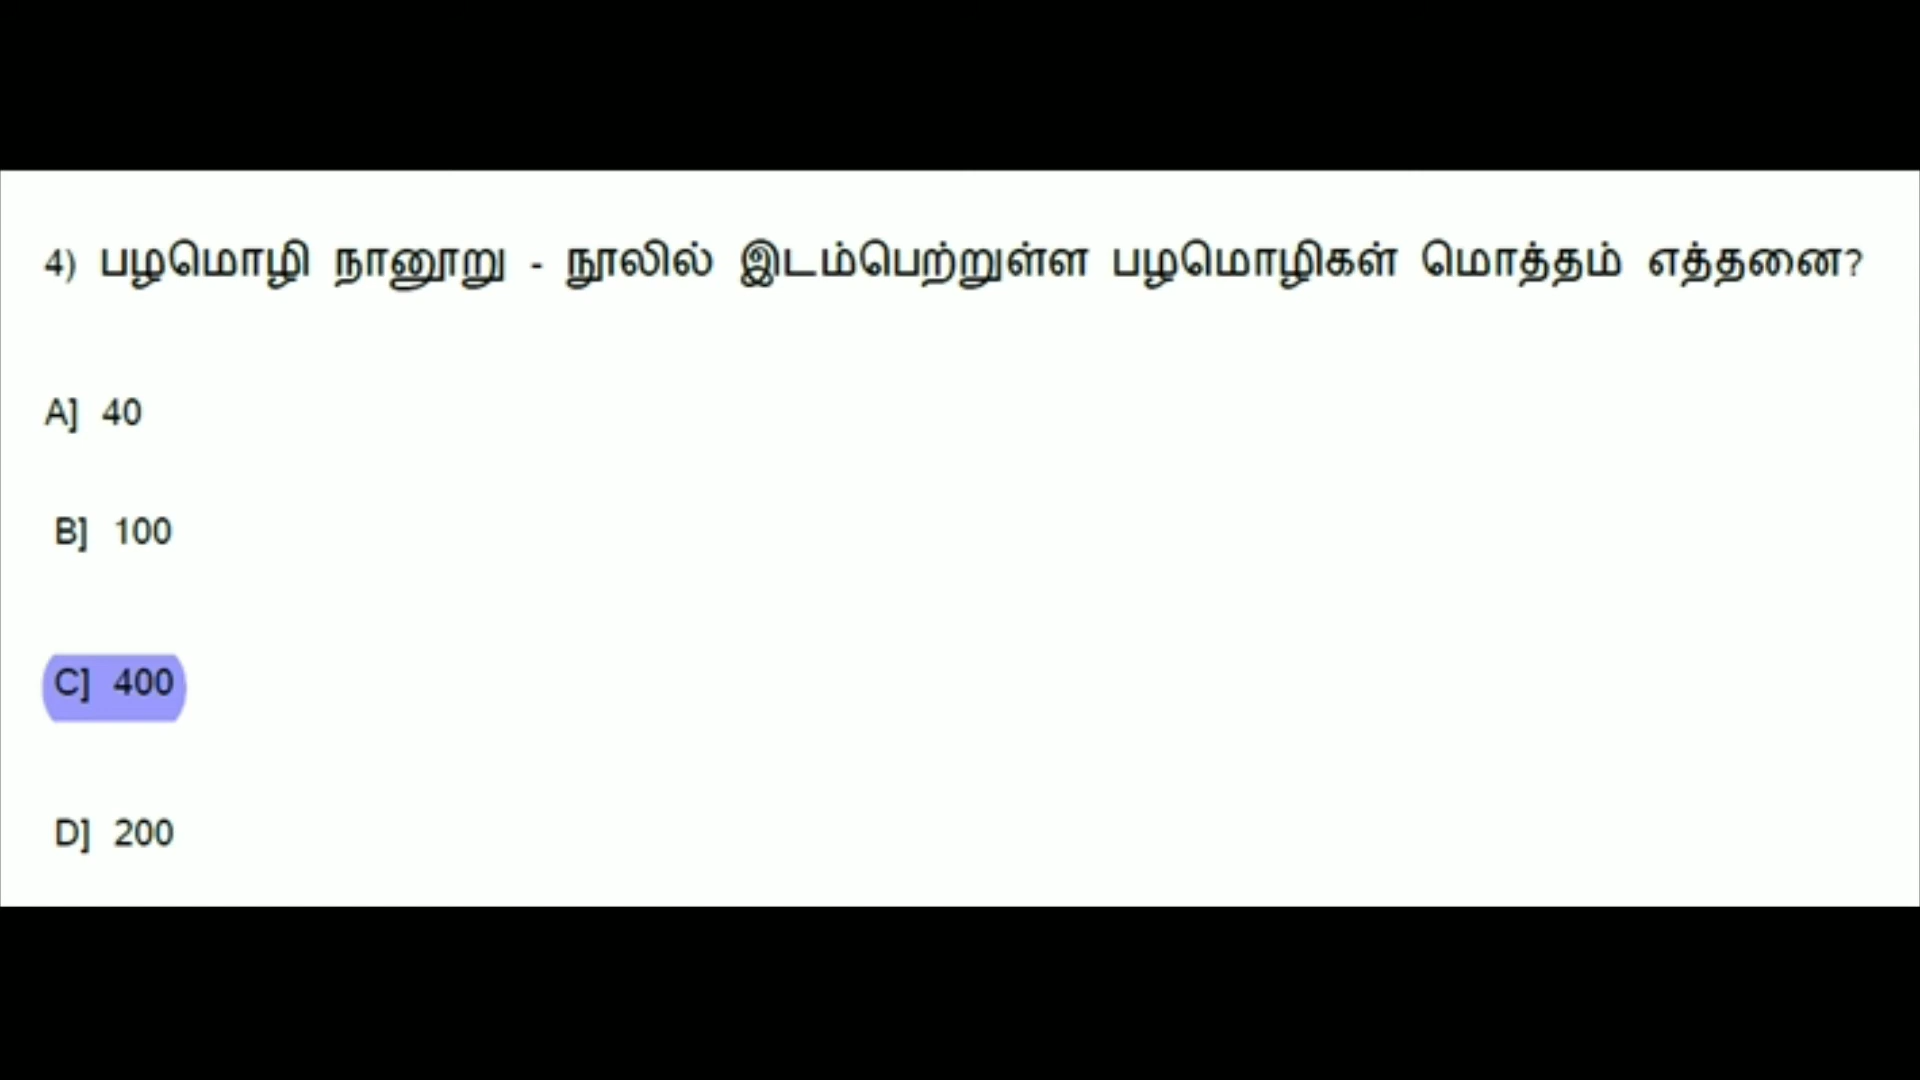 4) பழமொழி நானூறு - நூலில் இடம்பெற்றுள்ள பழமொழிகள் மொத்தம் எத்தனை?
A] 40
B] 100
C] 400
D] 200